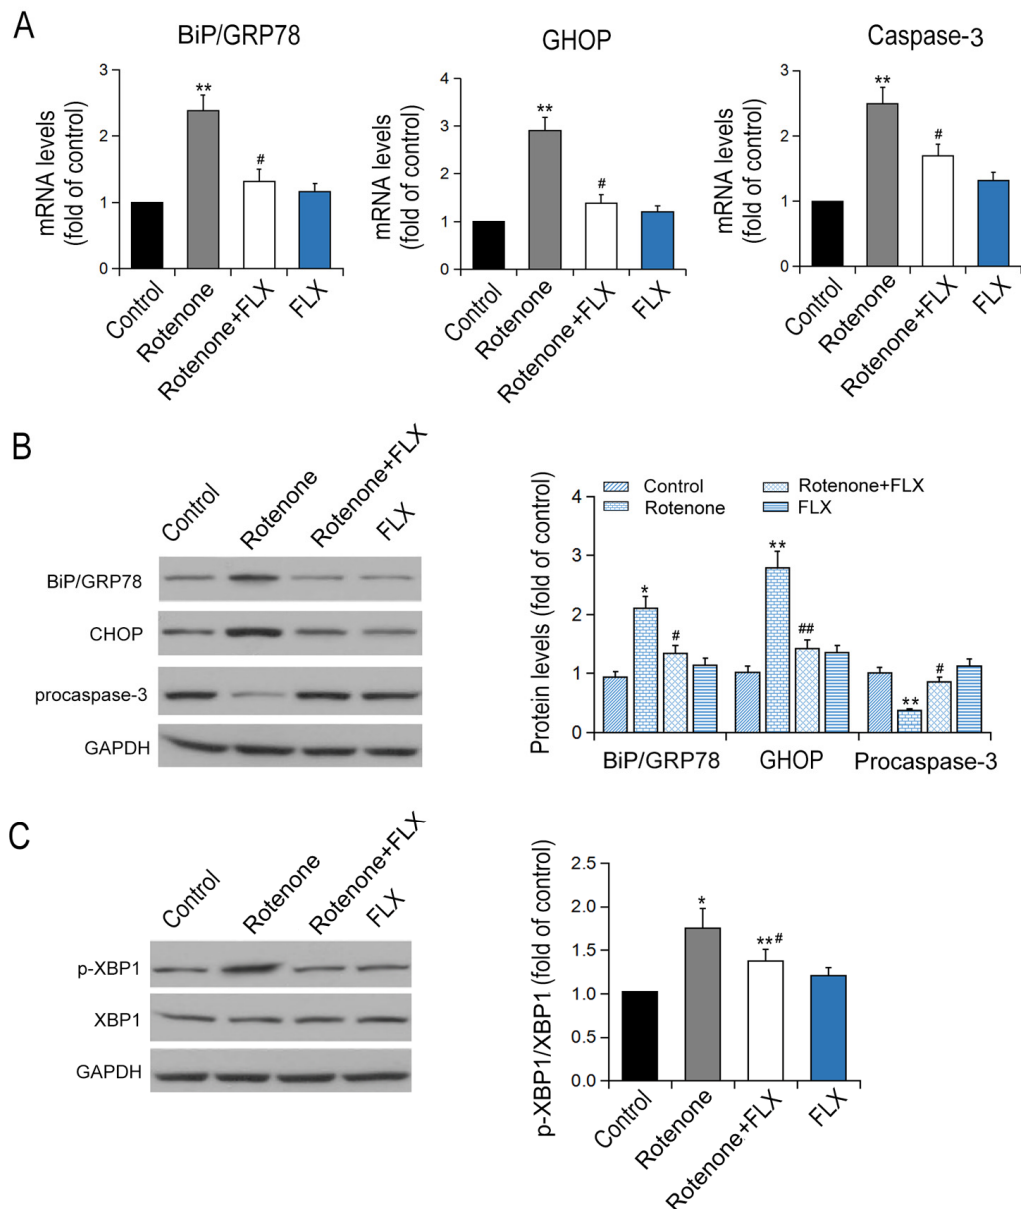 A
BiP/GRP78
mRNA levels
(fold of control)
3
2
1
0
**
#
Control
Rotenone
Rotenone+FLX
FLX
GHOP
mRNA levels
(fold of control)
4
3
2
1
0
**
#
Control
Rotenone
Rotenone+FLX
FLX
Caspase-3
mRNA levels
(fold of control)
3
2
1
0
**
#
Control
Rotenone
Rotenone+FLX
FLX
B
Control
Rotenone
Rotenone+FLX
FLX
BiP/GRP78
CHOP
procaspase-3
GAPDH
Protein levels (fold of control)
4
3
2
1
0
Control
Rotenone
Rotenone+FLX
FLX
*
#
**
##
**
#
BiP/GRP78
GHOP
Procaspase-3
C
Control
Rotenone
Rotenone+FLX
FLX
p-XBP1
XBP1
GAPDH
p-XBP1/XBP1 (fold of control)
2.5
2.0
1.5
1.0
0.5
0.0
*
**#
Control
Rotenone
Rotenone+FLX
FLX